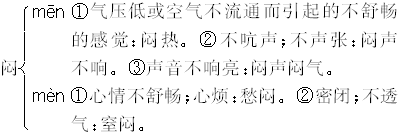 mēn ①气压低或空气不流通而引起的不舒畅
的感觉:闷热。②不吭声;不声张:闷声
不响。③声音不响亮:闷声闷气。
闷
mèn ①心情不舒畅;心烦:愁闷。②密闭;不透
气:窒闷。